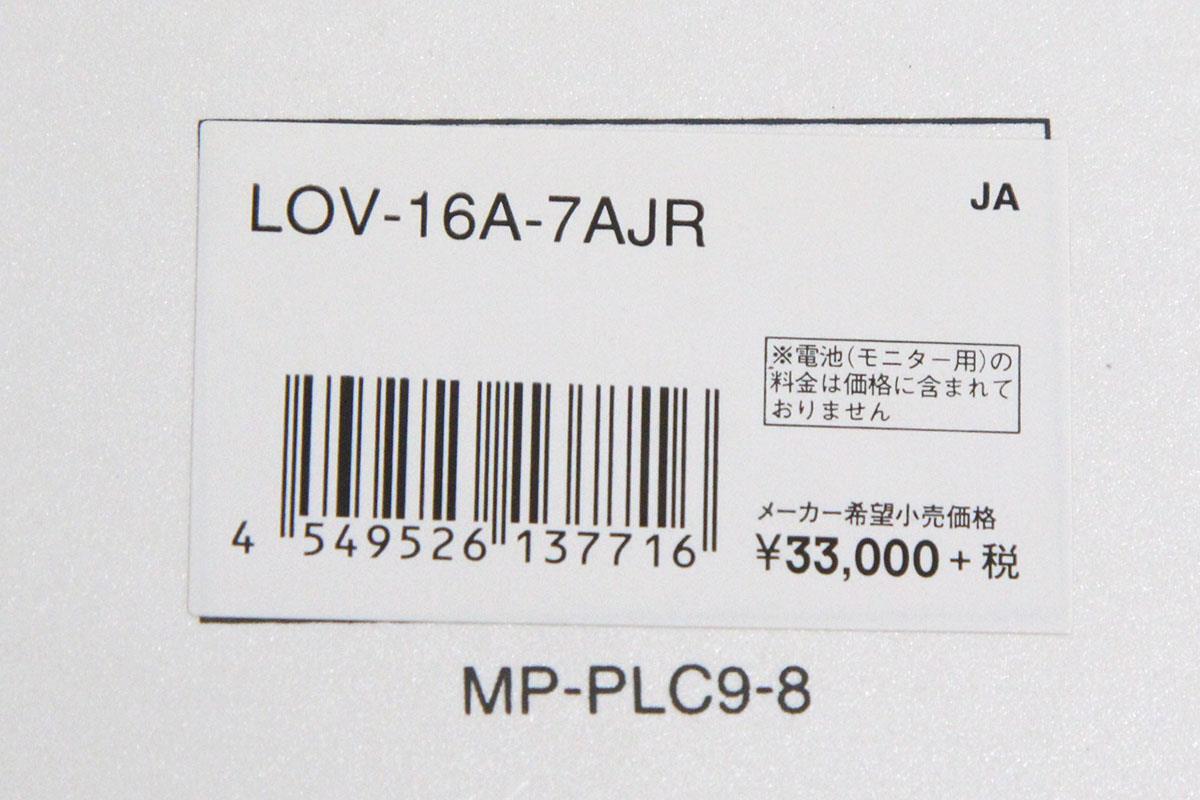 LOV-16A-7AJR
JA
※電池(モニター用)の
料金は価格に含まれて
おりません
4 549526 137716
メーカー希望小売価格
¥33,000+税
MP-PLC9-8